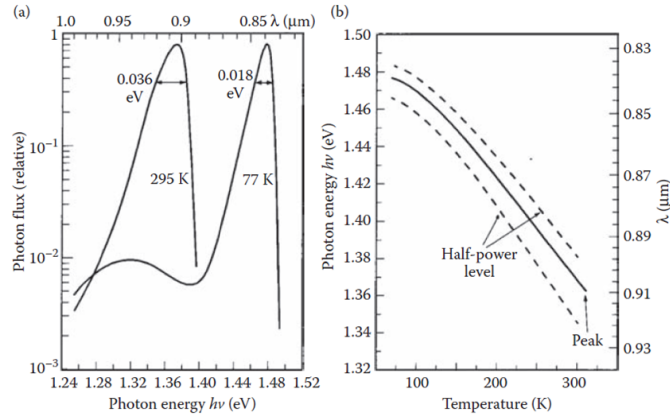 (a)
1.0 0.95 0.9 0.85 λ (μm)
1
10⁻¹
10⁻²
10⁻³
Photon flux (relative)
0.036
eV
0.018
eV
295 K
77 K
1.24 1.28 1.32 1.36 1.40 1.44 1.48 1.52
Photon energy hν (eV)
(b)
1.50
1.48
1.46
1.44
1.42
1.40
1.38
1.36
1.34
1.32
Photon energy hν (eV)
0.83
0.85
0.87
0.89
0.91
0.93
λ (μm)
Half-power
level
Peak
100 200 300
Temperature (K)